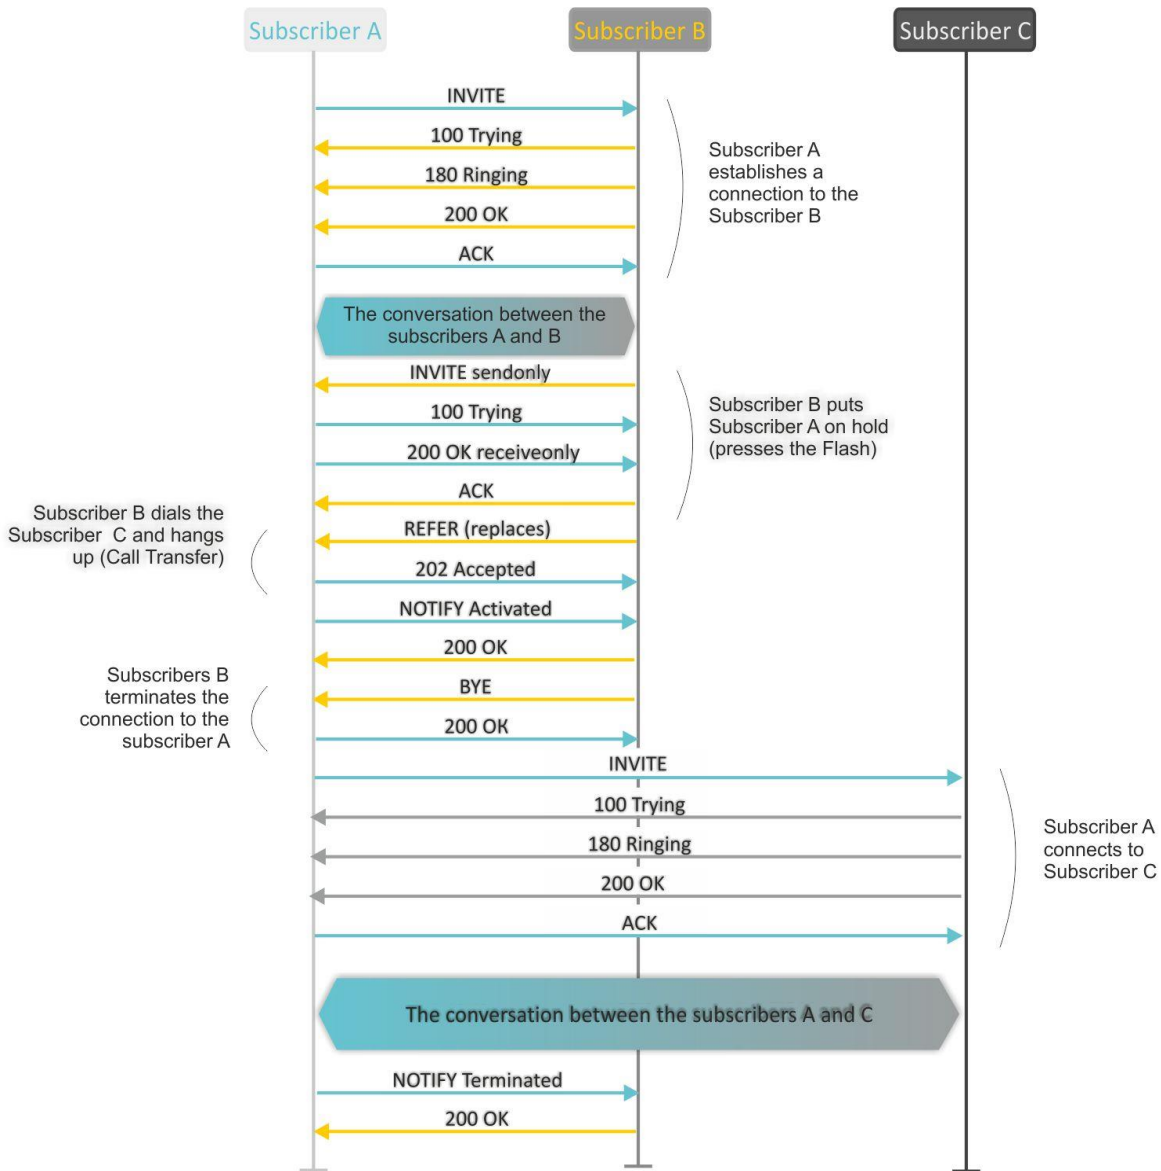 Subscriber A
Subscriber B
Subscriber C
INVITE
100 Trying
180 Ringing
200 OK
ACK
Subscriber A
establishes a
connection to the
Subscriber B
The conversation between the
subscribers A and B
INVITE sendonly
100 Trying
200 OK receiveonly
ACK
Subscriber B puts
Subscriber A on hold
(presses the Flash)
Subscriber B dials the
Subscriber C and hangs
up (Call Transfer)
REFER (replaces)
202 Accepted
NOTIFY Activated
200 OK
Subscribers B
terminates the
connection to the
subscriber A
BYE
200 OK
INVITE
100 Trying
180 Ringing
200 OK
ACK
Subscriber A
connects to
Subscriber C
The conversation between the subscribers A and C
NOTIFY Terminated
200 OK